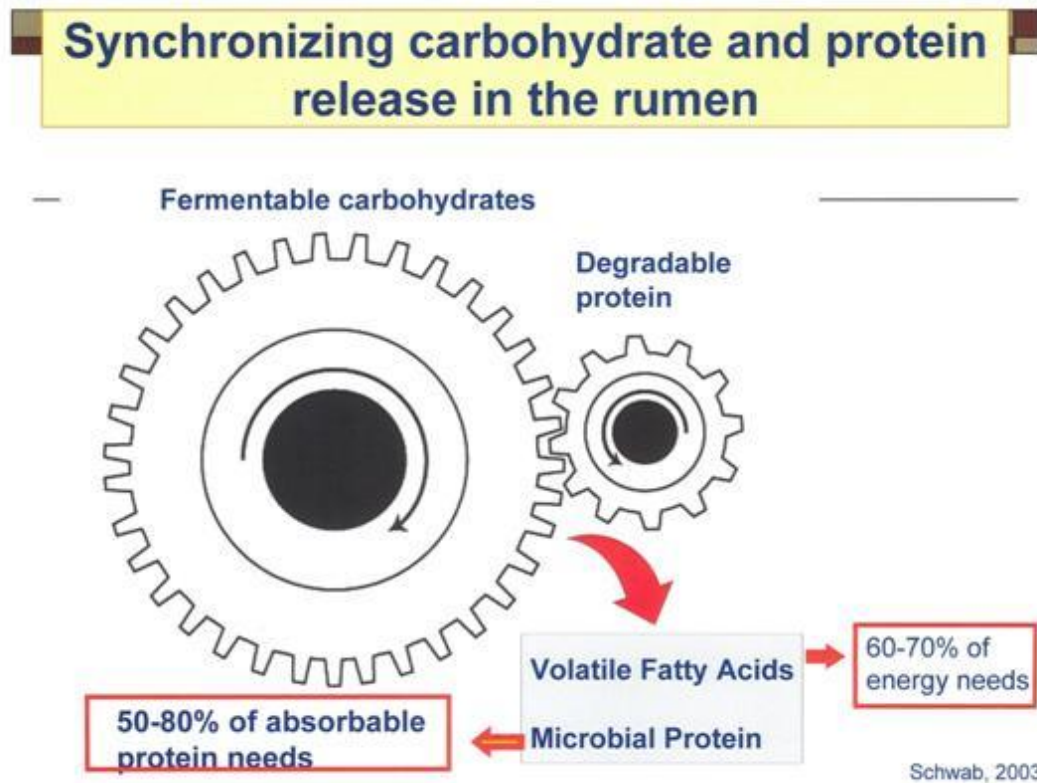 Synchronizing carbohydrate and protein
release in the rumen
Fermentable carbohydrates
Degradable
protein
Volatile Fatty Acids
Microbial Protein
60-70% of
energy needs
50-80% of absorbable
protein needs
Schwab, 2003